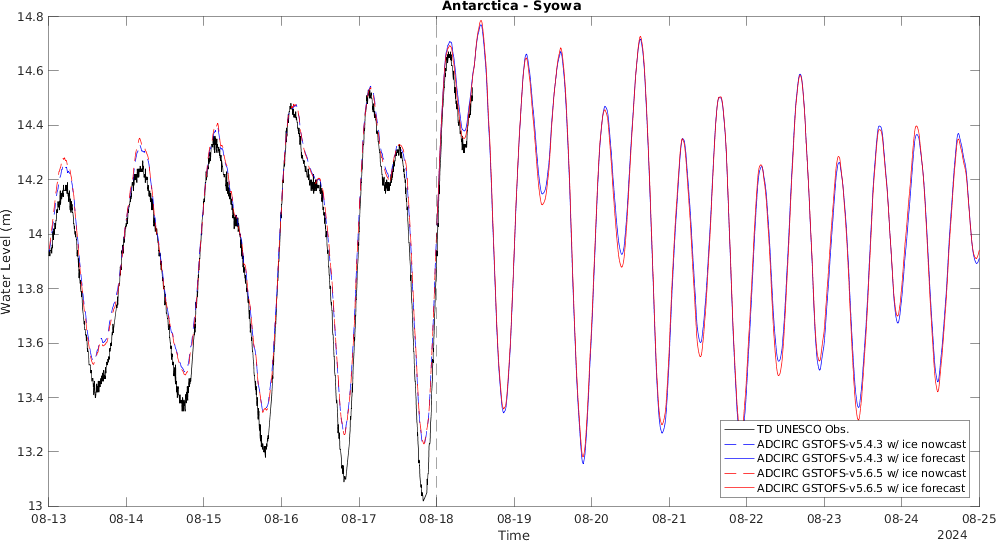 Antarctica - Syowa
14.8
14.6
14.4
14.2
14
13.8
13.6
13.4
13.2
13
Water Level (m)
TD UNESCO Obs.
ADCIRC GSTOFS-v5.4.3 w/ ice nowcast
ADCIRC GSTOFS-v5.4.3 w/ ice forecast
ADCIRC GSTOFS-v5.6.5 w/ ice nowcast
ADCIRC GSTOFS-v5.6.5 w/ ice forecast
08-13 08-14 08-15 08-16 08-17 08-18 08-19 08-20 08-21 08-22 08-23 08-24 08-25
Time
2024